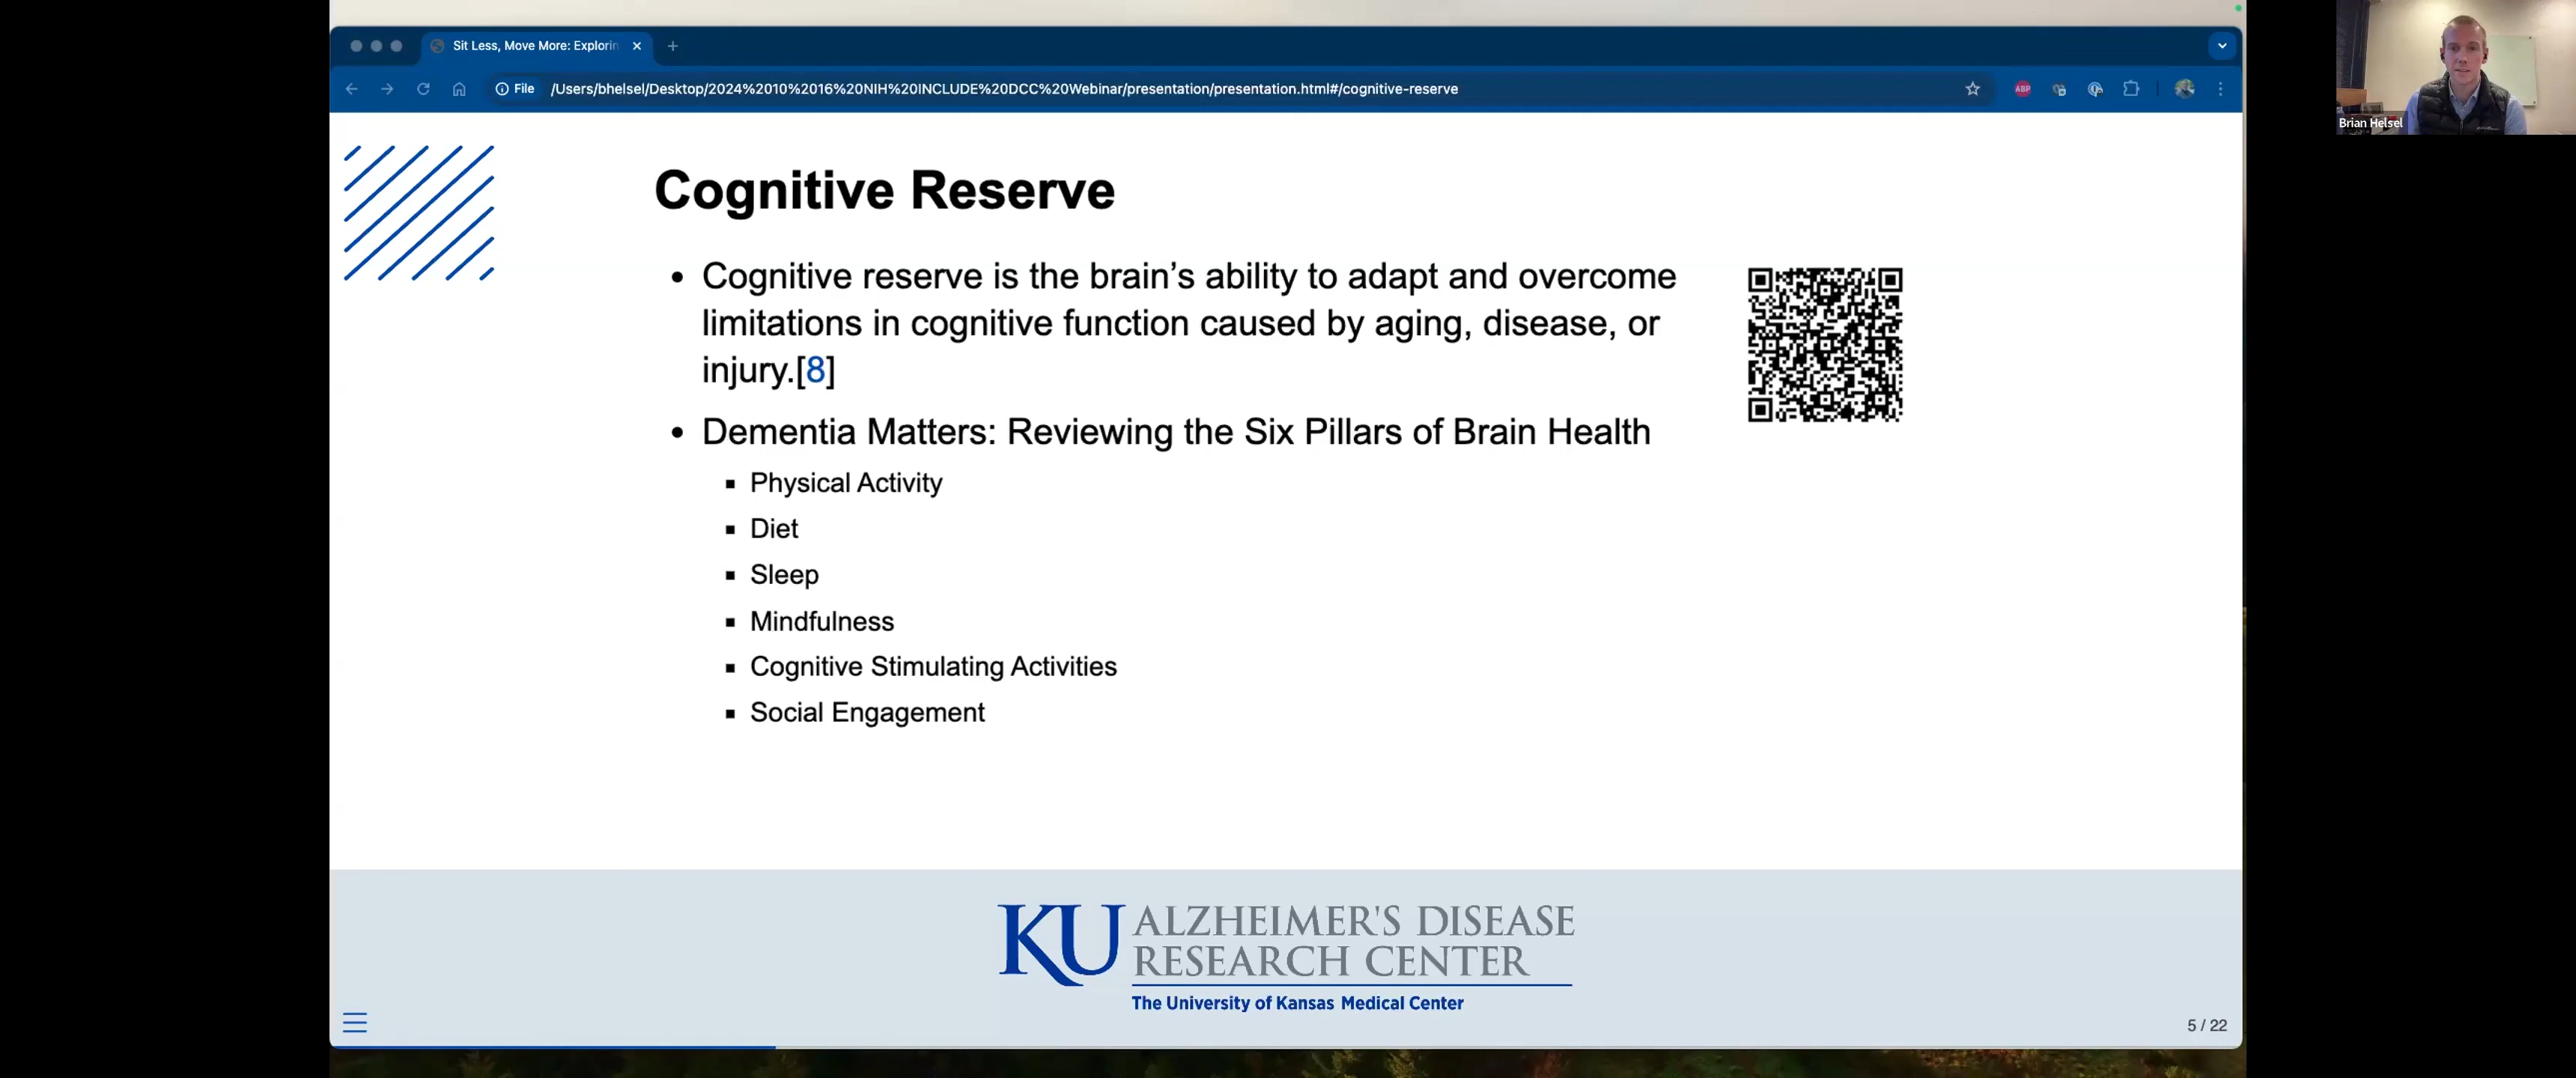 Sit Less, Move More: Explorin
File
/Users/bhelsel/Desktop/2024%2010%2016%20NIH%20INCLUDE%20DCC%20Webinar/presentation/presentation.html#/cognitive-reserve
ABP
Brian Helsel
Cognitive Reserve
• Cognitive reserve is the brain’s ability to adapt and overcome
limitations in cognitive function caused by aging, disease, or
injury.[8]
• Dementia Matters: Reviewing the Six Pillars of Brain Health
▪ Physical Activity
▪ Diet
▪ Sleep
▪ Mindfulness
▪ Cognitive Stimulating Activities
▪ Social Engagement
KU ALZHEIMER'S DISEASE
RESEARCH CENTER
The University of Kansas Medical Center
5 / 22